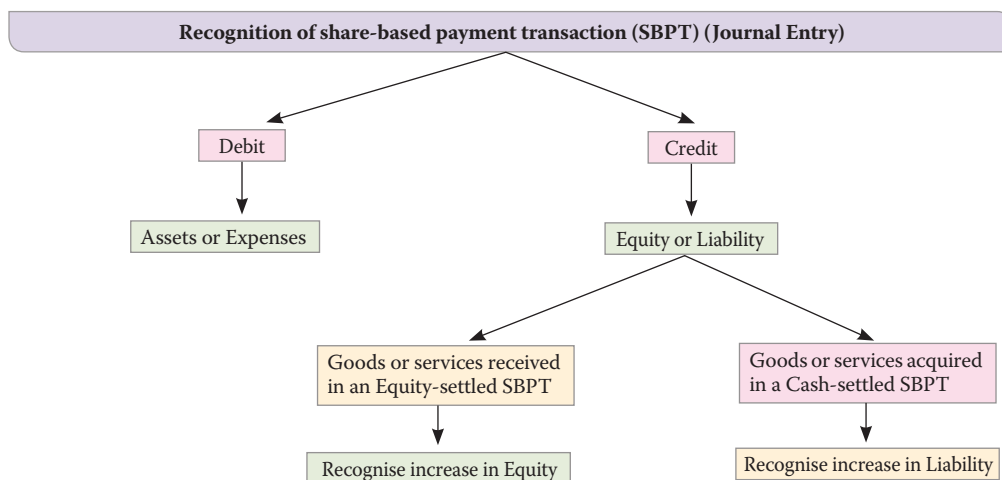 Recognition of share-based payment transaction (SBPT) (Journal Entry)
Debit
Credit
Assets or Expenses
Equity or Liability
Goods or services received
in an Equity-settled SBPT
Goods or services acquired
in a Cash-settled SBPT
Recognise increase in Equity
Recognise increase in Liability